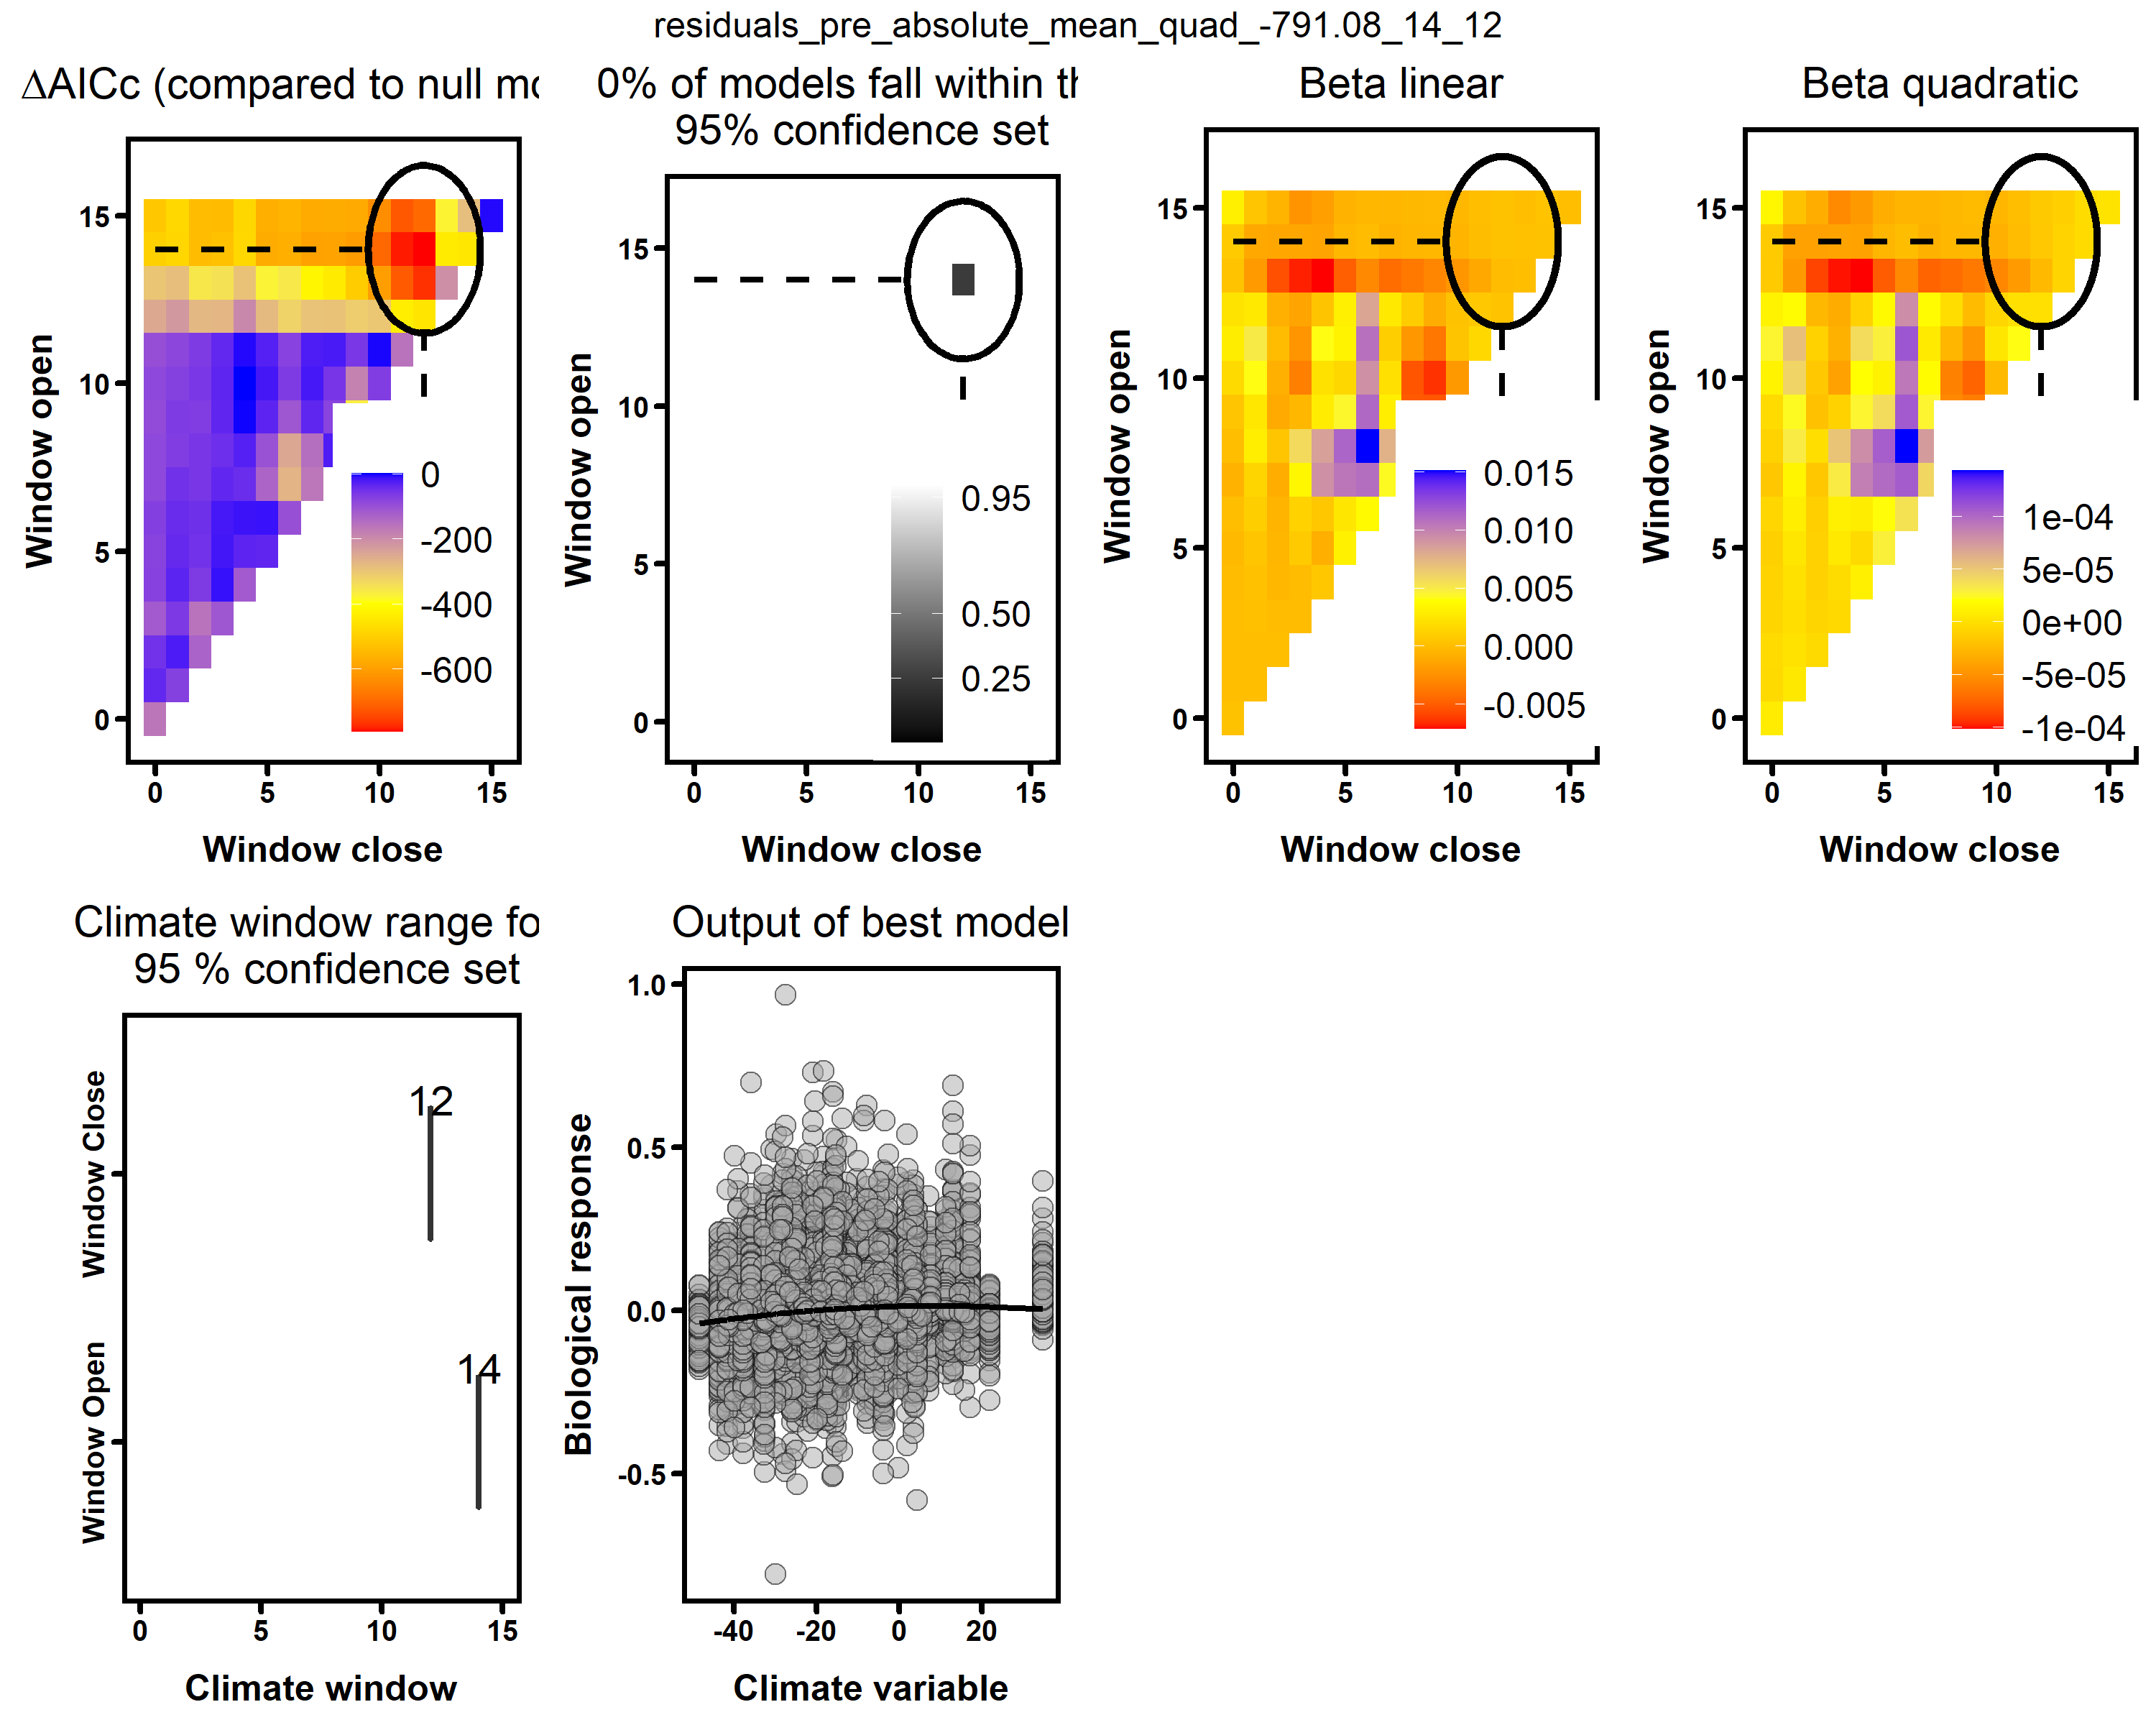 residuals_pre_absolute_mean_quad_-791.08_14_12
ΔAICc (compared to null mo
15
10
5
0
Window open
0
-200
-400
-600
0 5 10 15
Window close
0% of models fall within th
95% confidence set
15
10
5
0
Window open
0.95
0.50
0.25
0 5 10 15
Window close
Beta linear
15
10
5
0
Window open
0.015
0.010
0.005
0.000
-0.005
0 5 10 15
Window close
Beta quadratic
15
10
5
0
Window open
1e-04
5e-05
0e+00
-5e-05
-1e-04
0 5 10 15
Window close
Climate window range fo
95 % confidence set
Window Close
Window Open
12
14
0 5 10 15
Climate window
Output of best model
1.0
0.5
0.0
-0.5
Biological response
-40 -20 0 20
Climate variable